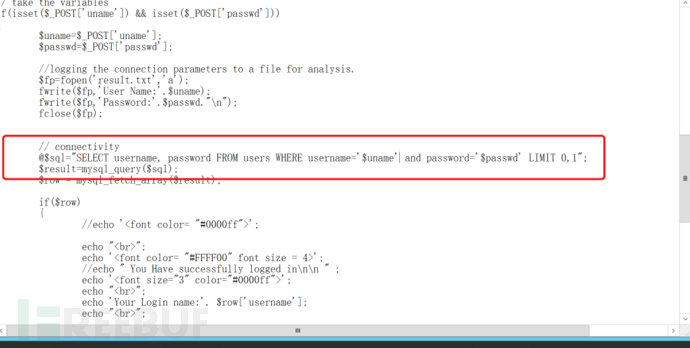 / take the variables
f(isset($_POST['uname']) && isset($_POST['passwd']))
$uname=$_POST['uname'];
$passwd=$_POST['passwd'];
//logging the connection parameters to a file for analysis.
$fp=fopen('result.txt','a');
fwrite($fp,'User Name:'.$uname);
fwrite($fp,'Password:'.$passwd."\n");
fclose($fp);
// connectivity
@$sql="SELECT username, password FROM users WHERE username='$uname' and password='$passwd' LIMIT 0,1";
$result=mysql_query($sql);
$row = mysql_fetch_array($result);
if($row)
{
//echo '<font color= "#0000ff">';
echo "<br>";
echo '<font color= "#FFFF00" font size = 4>';
//echo " You Have successfully logged in\n\n " ;
echo '<font size="3" color="#0000ff">';
echo "<br>";
echo 'Your Login name:'. $row['username'];
echo "<br>";
FREEBUF